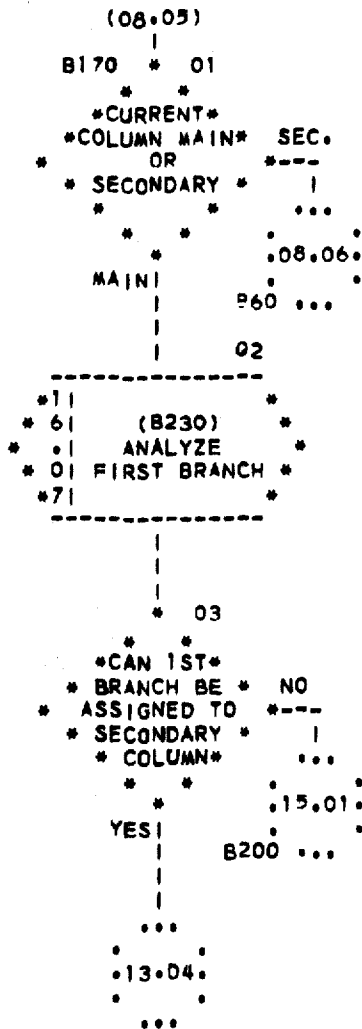 (08.05)
B170 * 01
*CURRENT*
*COLUMN MAIN* SEC.
* OR *---
* SECONDARY *
MAIN
.08.06.
B60
02
*1
* 6 (B230) *
* . ANALYZE *
* 0 FIRST BRANCH *
*7
* 03
*CAN 1ST*
* BRANCH BE * NO
* ASSIGNED TO *---
* SECONDARY *
* COLUMN*
.15.01.
YES
B200
.13.04.